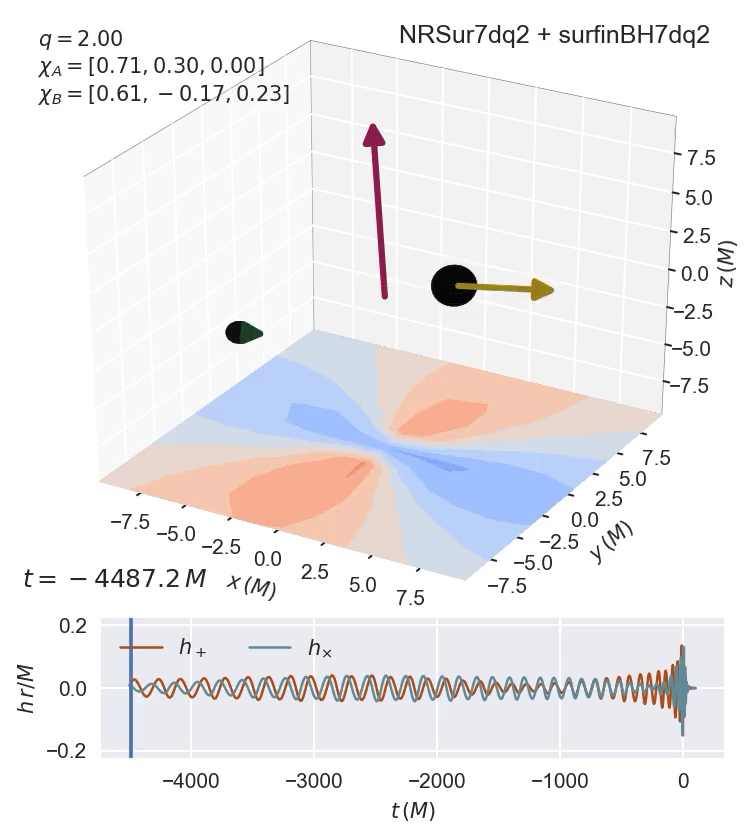 NRSur7dq2 + surfinBH7dq2
q = 2.00
χ_A = [0.71, 0.30, 0.00]
χ_B = [0.61, −0.17, 0.23]
7.5
5.0
2.5
0.0
−2.5
−5.0
−7.5
z (M)
−7.5
−5.0
−2.5
0.0
2.5
5.0
7.5
x (M)
7.5
5.0
2.5
0.0
−2.5
−5.0
−7.5
y (M)
t = −4487.2 M
0.2
0.0
−0.2
h r/M
h_+
h_×
−4000
−3000
−2000
−1000
0
t (M)